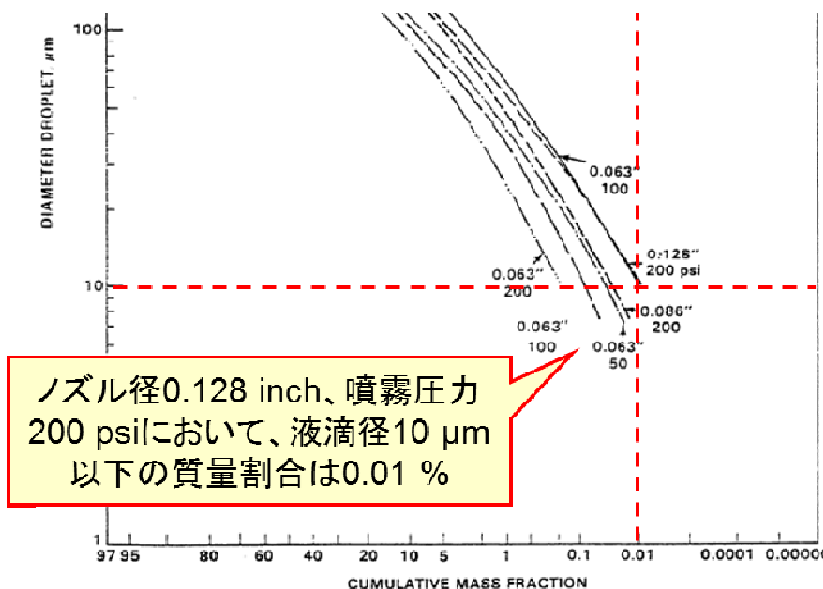 100
DIAMETER DROPLET, μm
0.063″
100
0.128″
200 psi
10
0.063″
200
0.086″
200
0.063″
100
0.063″
50
ノズル径0.128 inch、噴霧圧力
200 psiにおいて、液滴径10 μm
以下の質量割合は0.01 %
1
97 95 80 60 40 20 10 5 1 0.1 0.01 0.0001 0.00000
CUMULATIVE MASS FRACTION